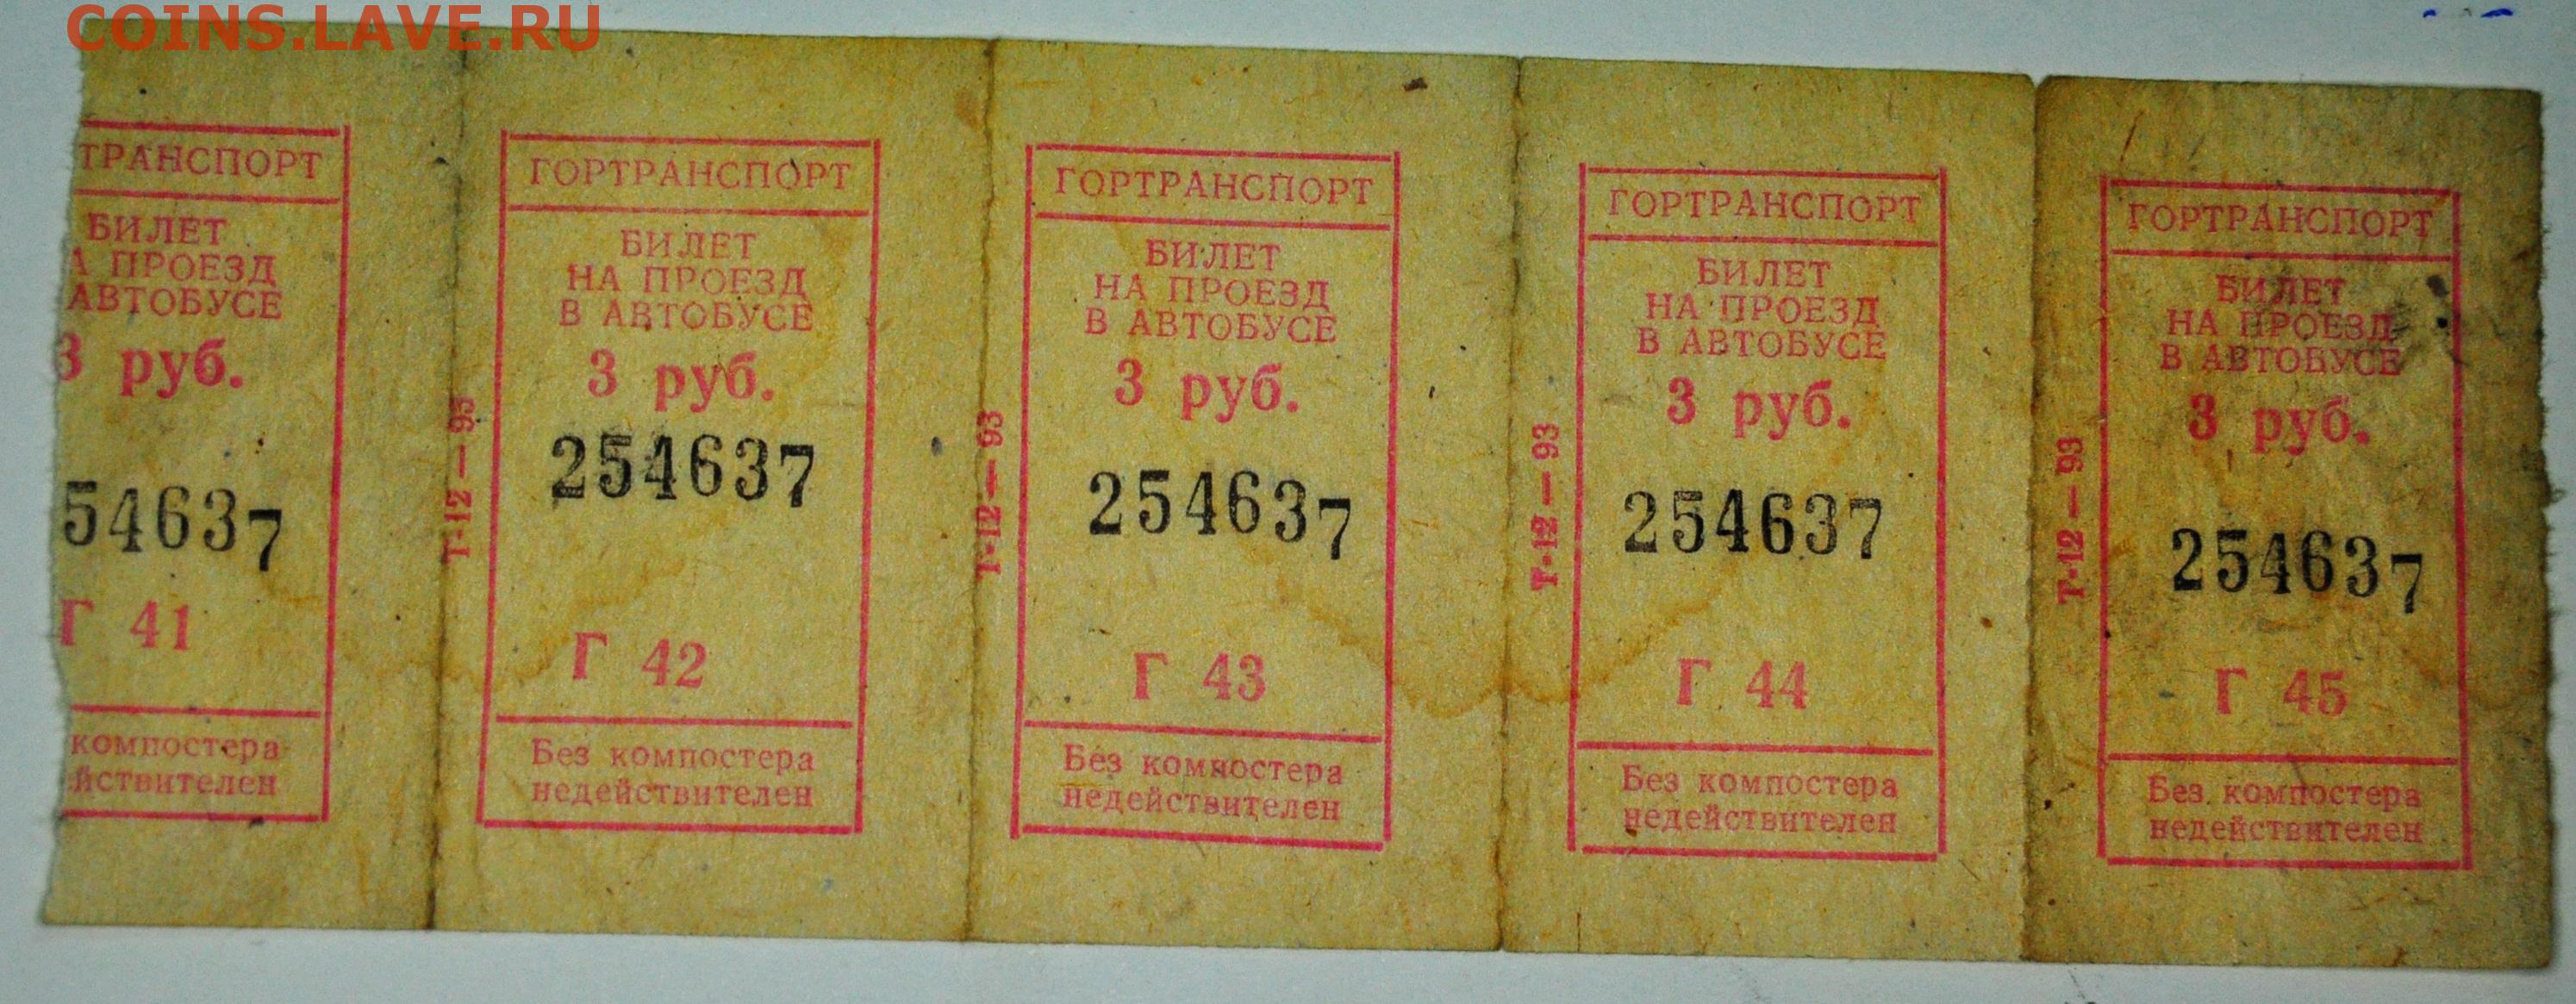 COINS.LAVE.RU
ТРАНСПОРТ
БИЛЕТ
А ПРОЕЗД
АВТОБУСЕ
3 руб.
54637
Г 41
компостера
йствителен
Т-12 — 93
ГОРТРАНСПОРТ
БИЛЕТ
НА ПРОЕЗД
В АВТОБУСЕ
3 руб.
254637
Г 42
Без компостера
недействителен
Т-12 — 93
ГОРТРАНСПОРТ
БИЛЕТ
НА ПРОЕЗД
В АВТОБУСЕ
3 руб.
254637
Г 43
Без компостера
недействителен
Т-12 — 93
ГОРТРАНСПОРТ
БИЛЕТ
НА ПРОЕЗД
В АВТОБУСЕ
3 руб.
254637
Г 44
Без компостера
недействителен
Т-12 — 93
ГОРТРАНСПОРТ
БИЛЕТ
НА ПРОЕЗД
В АВТОБУСЕ
3 руб.
254637
Г 45
Без компостера
недействителен